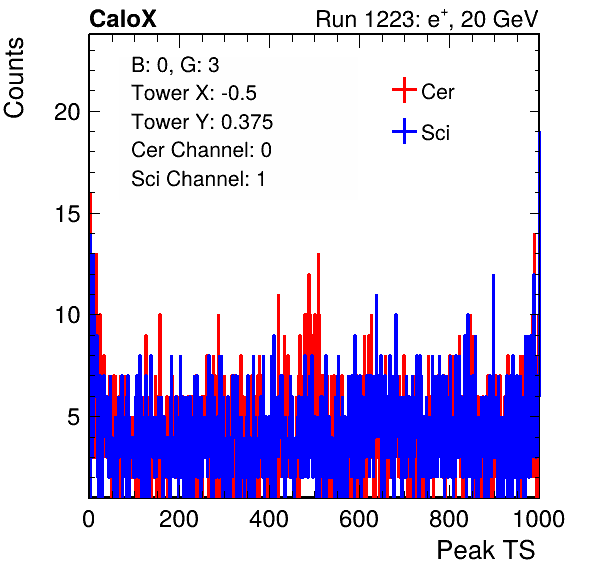 CaloX
Run 1223: e+, 20 GeV
Counts
B: 0, G: 3
Tower X: -0.5
Tower Y: 0.375
Cer Channel: 0
Sci Channel: 1
Cer
Sci
20
15
10
5
0 200 400 600 800 1000
Peak TS